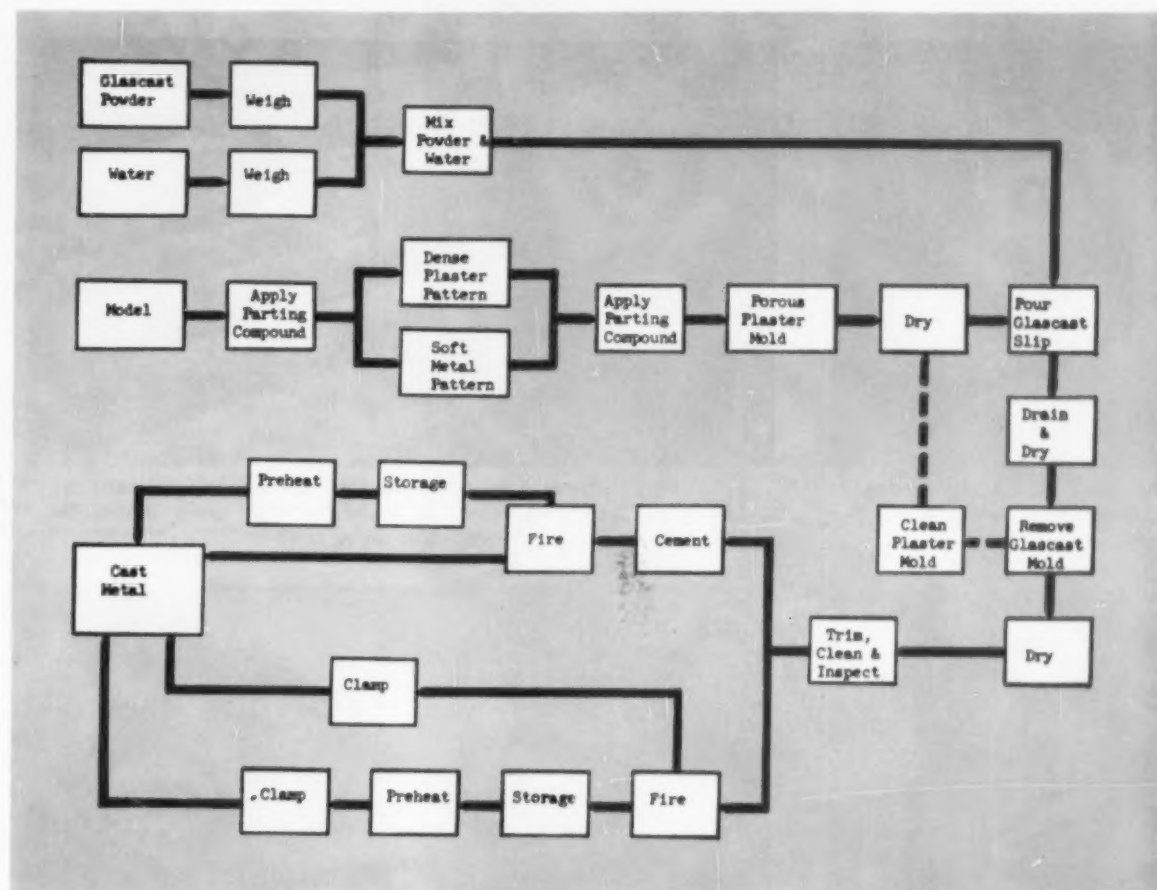 Glascast
Powder
Weigh
Mix
Powder &
Water
Water
Weigh
Model
Apply
Parting
Compound
Dense
Plaster
Pattern
Soft
Metal
Pattern
Apply
Parting
Compound
Porous
Plaster
Mold
Dry
Pour
Glascast
Slip
Drain
&
Dry
Preheat
Storage
Fire
Cement
Clean
Plaster
Mold
Remove
Glascast
Mold
Cast
Metal
Trim,
Clean &
Inspect
Dry
Clamp
Clamp
Preheat
Storage
Fire